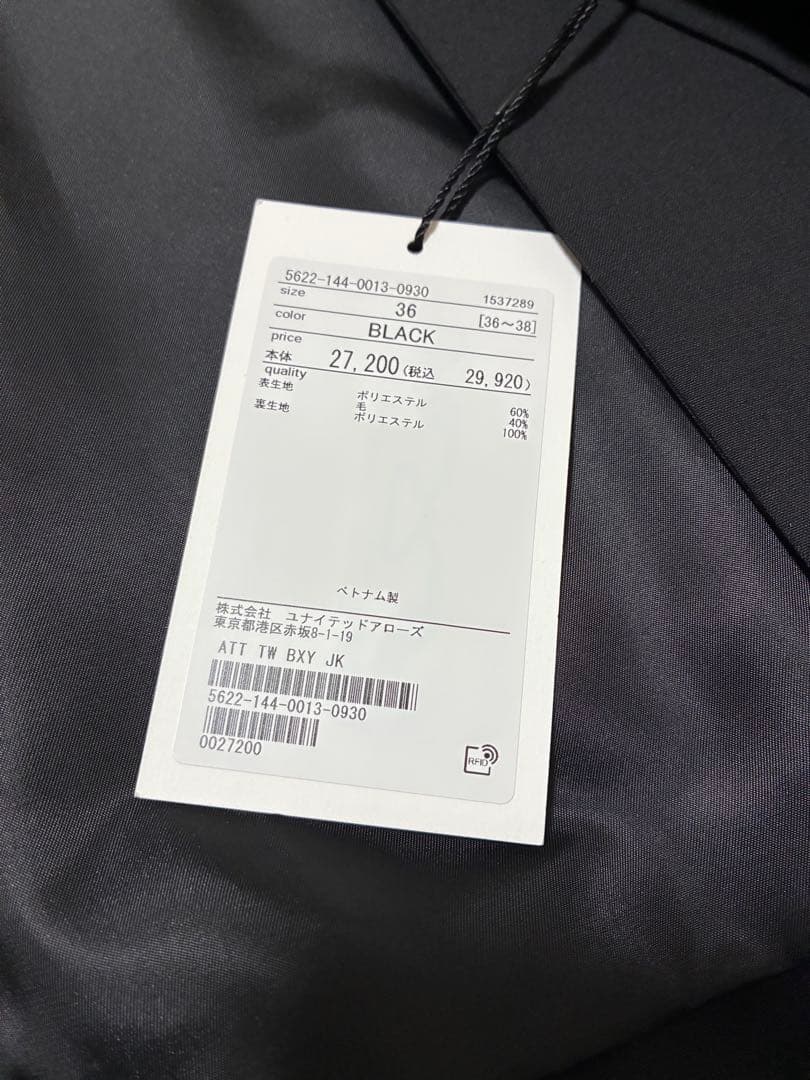 5622-144-0013-0930 1537289
size 36 [36～38]
color BLACK
price
本体 27,200(税込 29,920)
quality
表生地 ポリエステル 60%
毛 40%
裏生地 ポリエステル 100%
ベトナム製
株式会社 ユナイテッドアローズ
東京都港区赤坂8-1-19
ATT TW BXY JK
5622-144-0013-0930
0027200
RFID